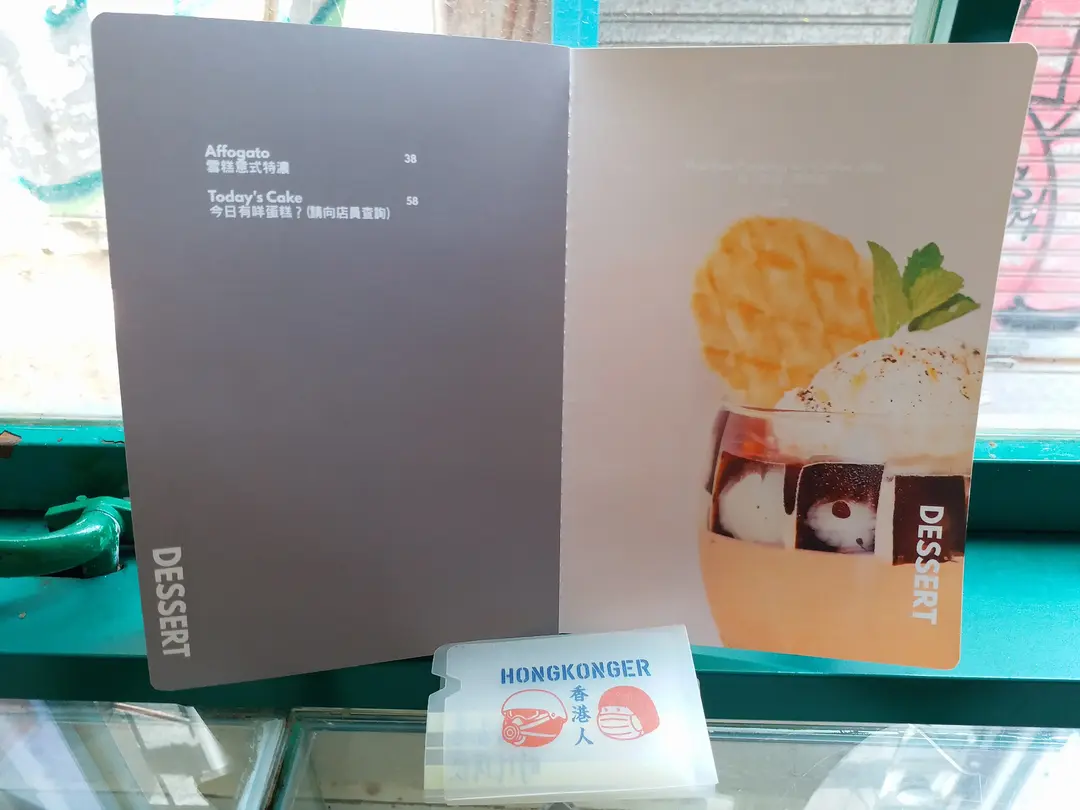 Affogato
雪糕意式特濃
38
Today's Cake
58
今日有咩蛋糕？(請向店員查詢)
DESSERT
DESSERT
HONGKONGER
香港人